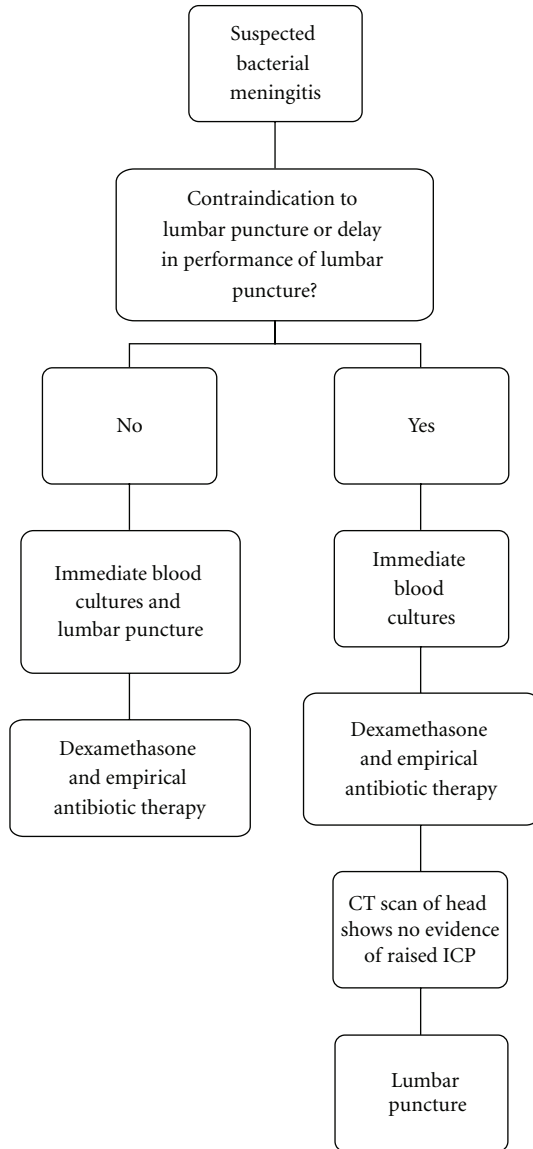 Suspected
bacterial
meningitis
Contraindication to
lumbar puncture or delay
in performance of lumbar
puncture?
No
Yes
Immediate blood
cultures and
lumbar puncture
Immediate
blood
cultures
Dexamethasone
and empirical
antibiotic therapy
Dexamethasone
and empirical
antibiotic therapy
CT scan of head
shows no evidence
of raised ICP
Lumbar
puncture